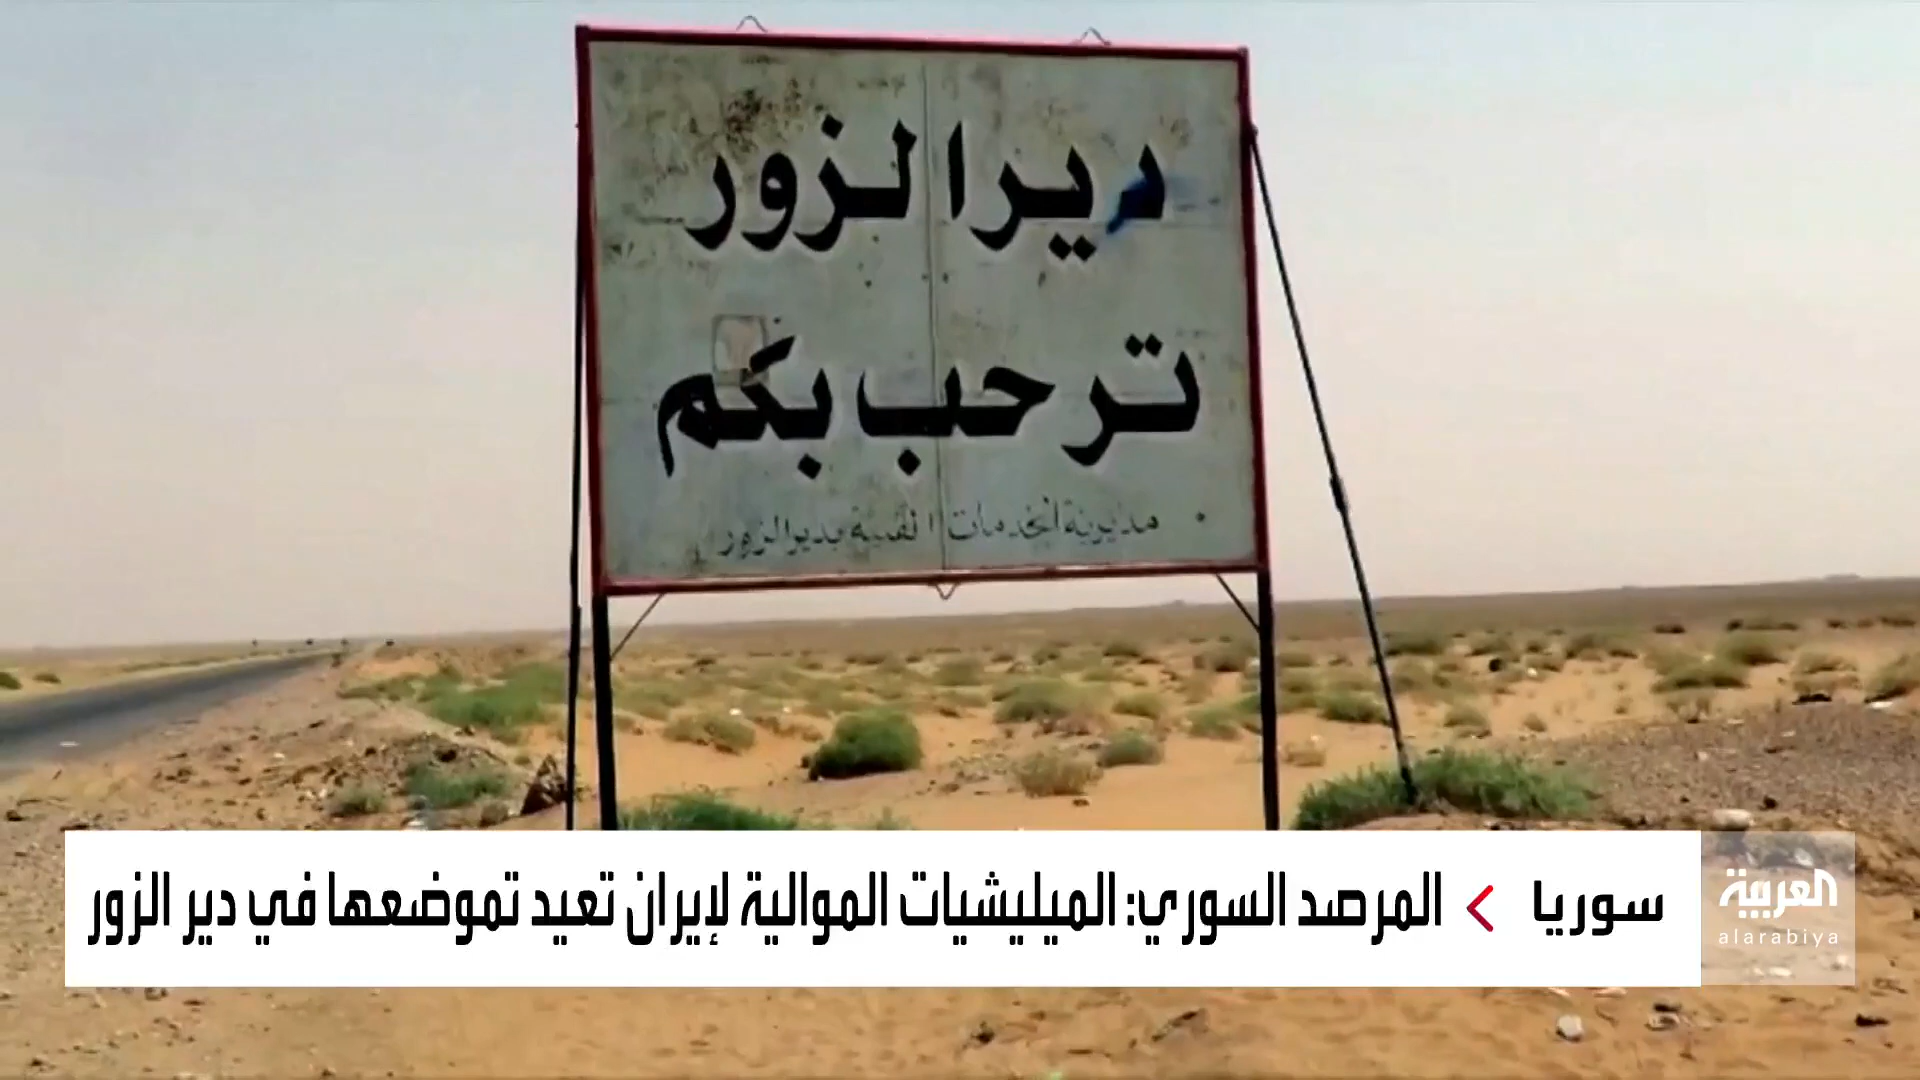 دير الزور
ترحب بكم
مديرية الخدمات الفنية بدير الزور
سوريا > المرصد السوري: الميليشيات الموالية لإيران تعيد تموضعها في دير الزور
العربية
alarabiya